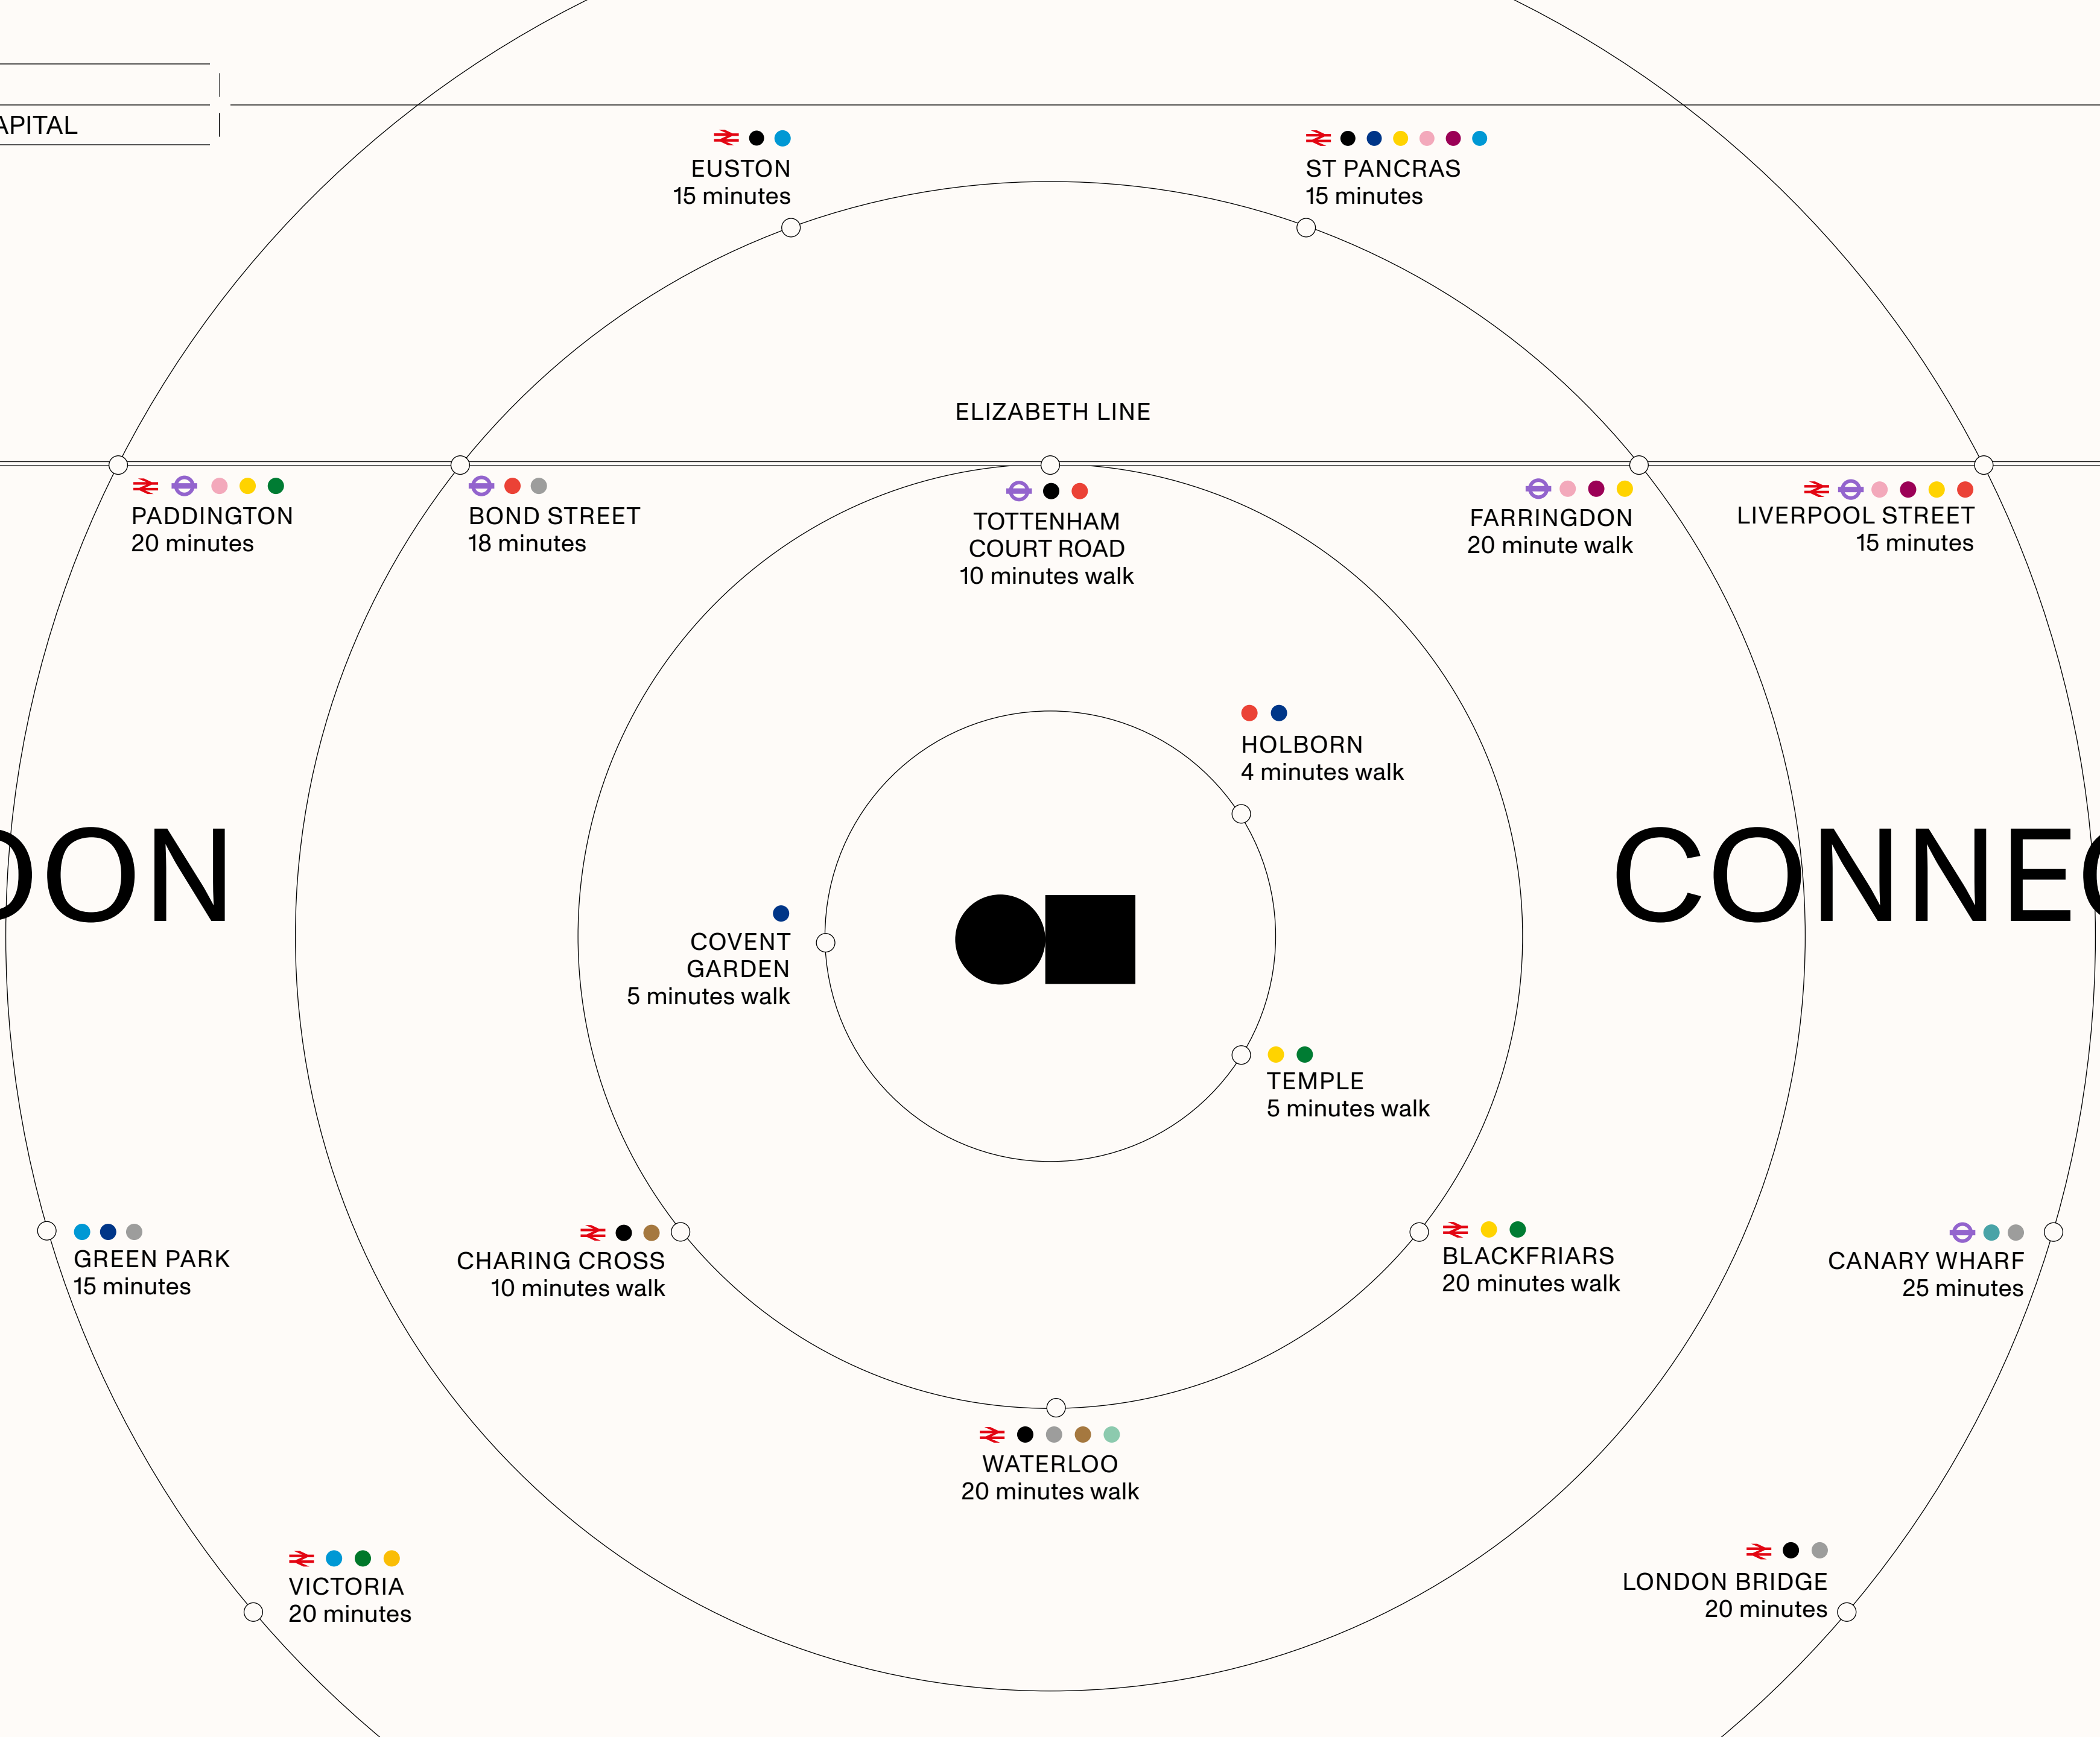 APITAL
EUSTON
15 minutes
ST PANCRAS
15 minutes
ELIZABETH LINE
PADDINGTON
20 minutes
BOND STREET
18 minutes
TOTTENHAM
COURT ROAD
10 minutes walk
FARRINGDON
20 minute walk
LIVERPOOL STREET
15 minutes
HOLBORN
4 minutes walk
DON
CONNEC
COVENT
GARDEN
5 minutes walk
TEMPLE
5 minutes walk
GREEN PARK
15 minutes
CHARING CROSS
10 minutes walk
BLACKFRIARS
20 minutes walk
CANARY WHARF
25 minutes
WATERLOO
20 minutes walk
VICTORIA
20 minutes
LONDON BRIDGE
20 minutes